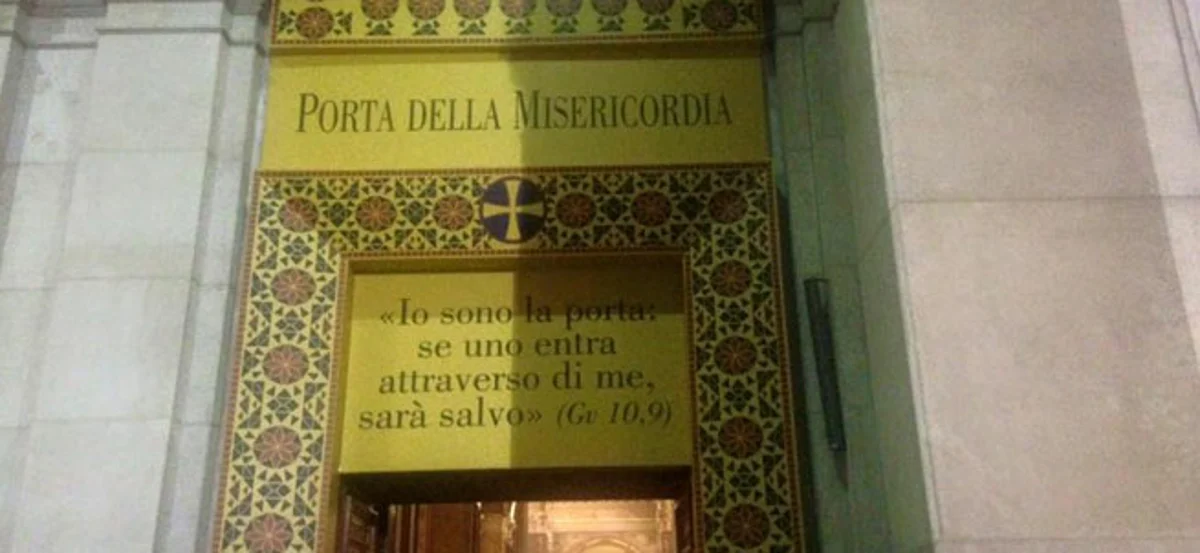 PORTA DELLA MISERICORDIA
«Io sono la porta:
se uno entra
attraverso di me,
sarà salvo» (Gv 10,9)